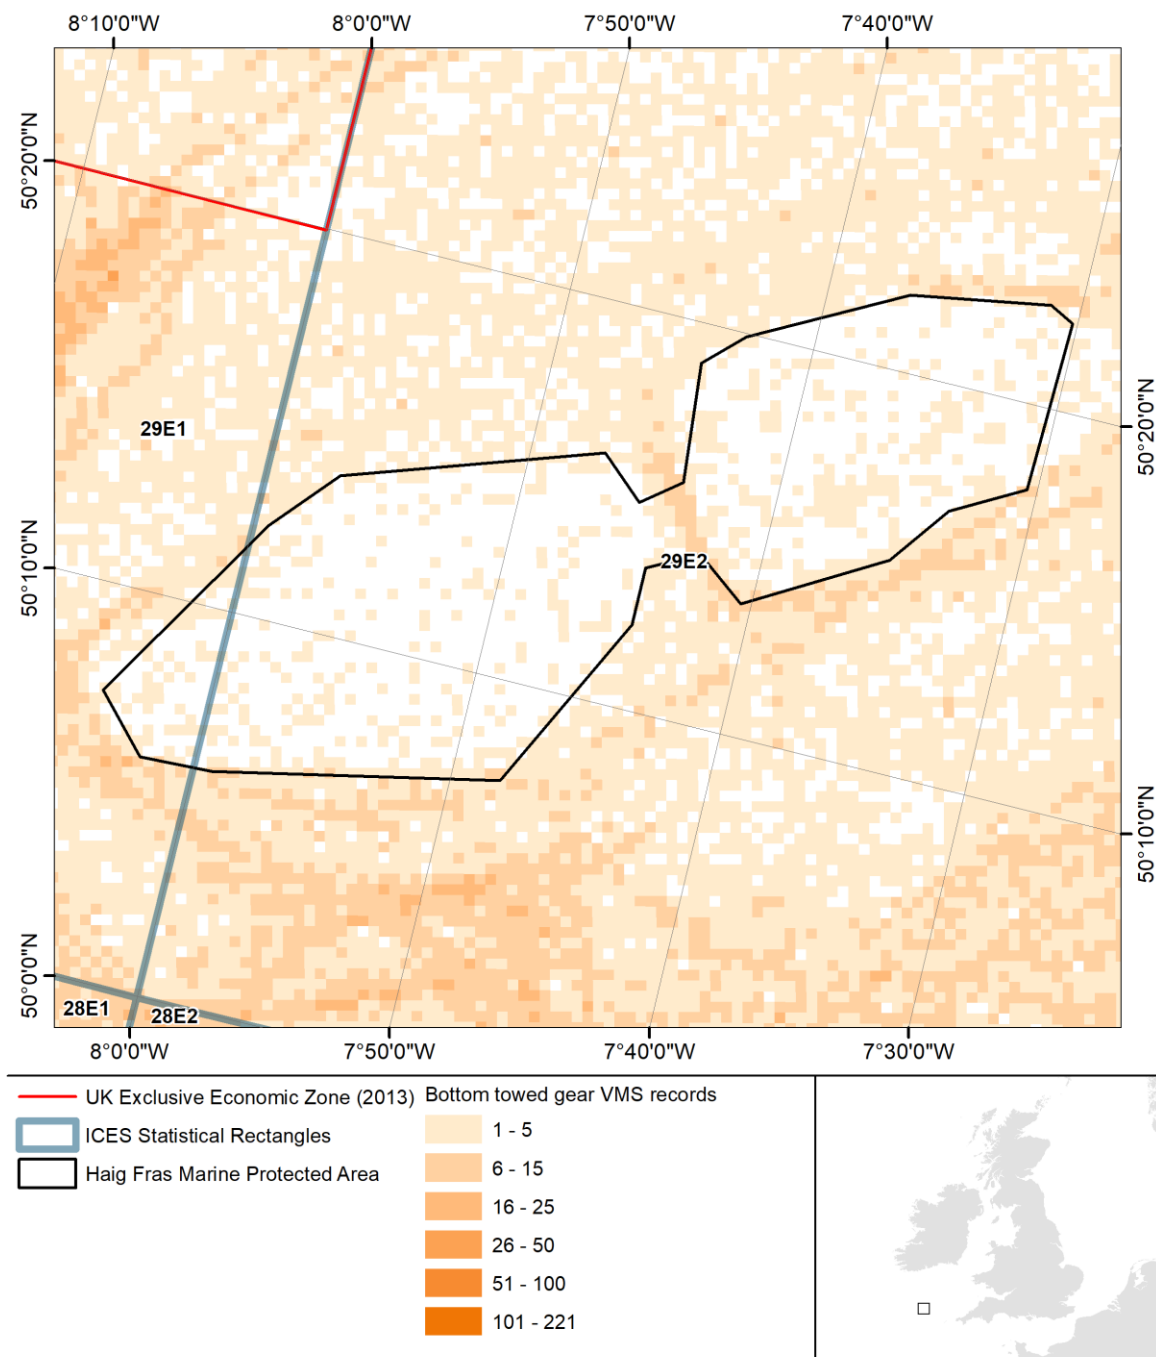 8°10'0"W 8°0'0"W 7°50'0"W 7°40'0"W
50°20'0"N
50°20'0"N
29E1
29E2
50°10'0"N
50°10'0"N
50°0'0"N
28E1
28E2
8°0'0"W 7°50'0"W 7°40'0"W 7°30'0"W
UK Exclusive Economic Zone (2013)
ICES Statistical Rectangles
Haig Fras Marine Protected Area
Bottom towed gear VMS records
1 - 5
6 - 15
16 - 25
26 - 50
51 - 100
101 - 221